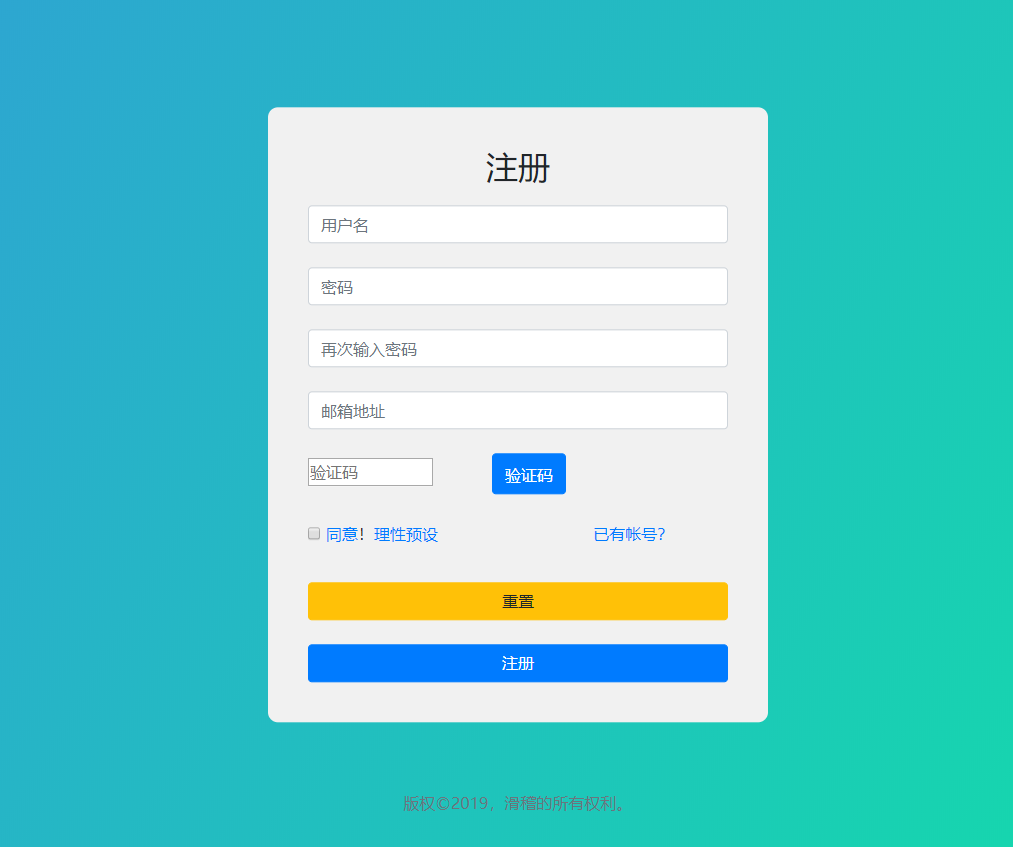 注册
用户名
密码
再次输入密码
邮箱地址
验证码 验证码
同意！理性预设 已有帐号？
重置
注册
版权©2019，滑稽的所有权利。